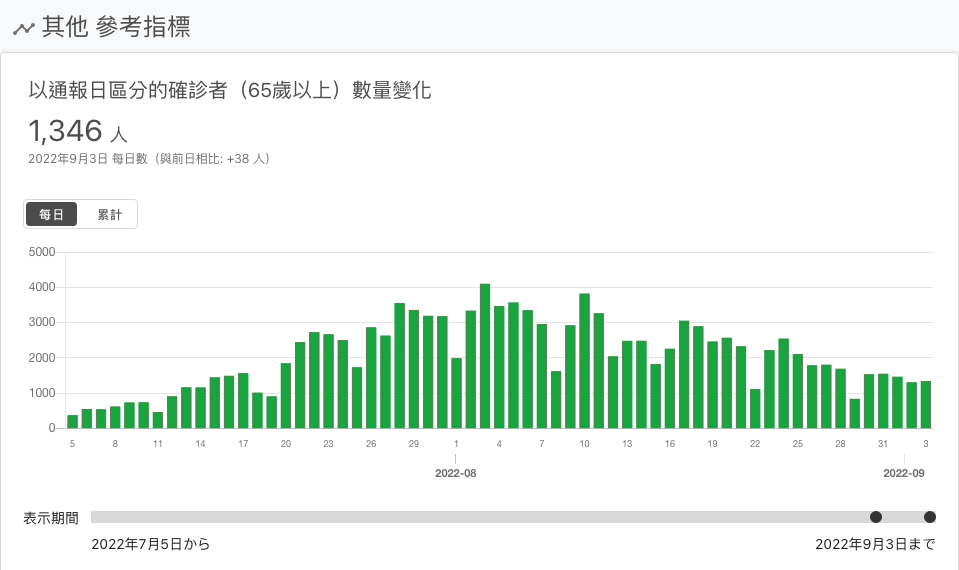 其他 參考指標
以通報日區分的確診者（65歲以上）數量變化
1,346 人
2022年9月3日 每日數（與前日相比: +38 人）
每日 累計
5000
4000
3000
2000
1000
0
5 8 11 14 17 20 23 26 29 1 4 7 10 13 16 19 22 25 28 31 3
2022-08 2022-09
表示期間
2022年7月5日から 2022年9月3日まで